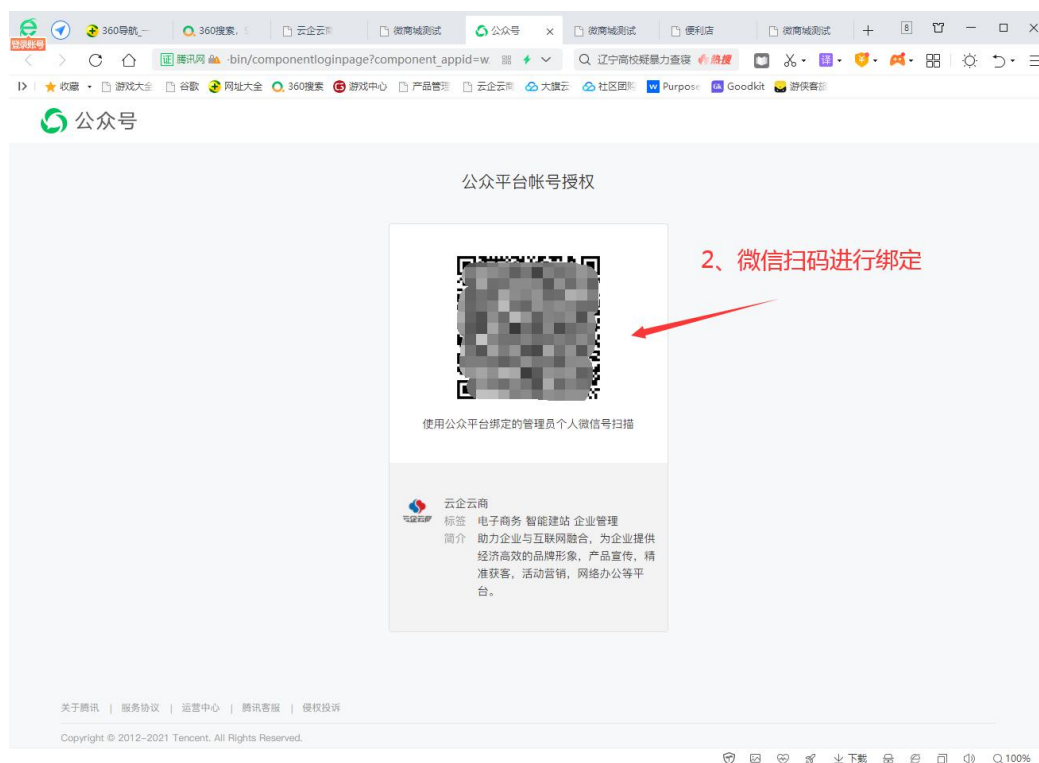 登录账号
360导航_
360搜索,
云企云商
微商城测试
公众号
微商城测试
便利店
微商城测试
8
证 腾讯网 -bin/componentloginpage?component_appid=w
辽宁高校疑暴力查寝 热搜
译
收藏 游戏大全 谷歌 网址大全 360搜索 游戏中心 产品管理 云企云商 大旗云 社区团购 Purpose Goodkit 游侠客
公众号
公众平台帐号授权
2、微信扫码进行绑定
使用公众平台绑定的管理员个人微信号扫描
云企云商
云企云商
标签 电子商务 智能建站 企业管理
简介 助力企业与互联网融合,为企业提供
经济高效的品牌形象,产品宣传,精
准获客,活动营销,网络办公等平
台。
关于腾讯 | 服务协议 | 运营中心 | 腾讯客服 | 侵权投诉
Copyright © 2012-2021 Tencent. All Rights Reserved.
下载
100%